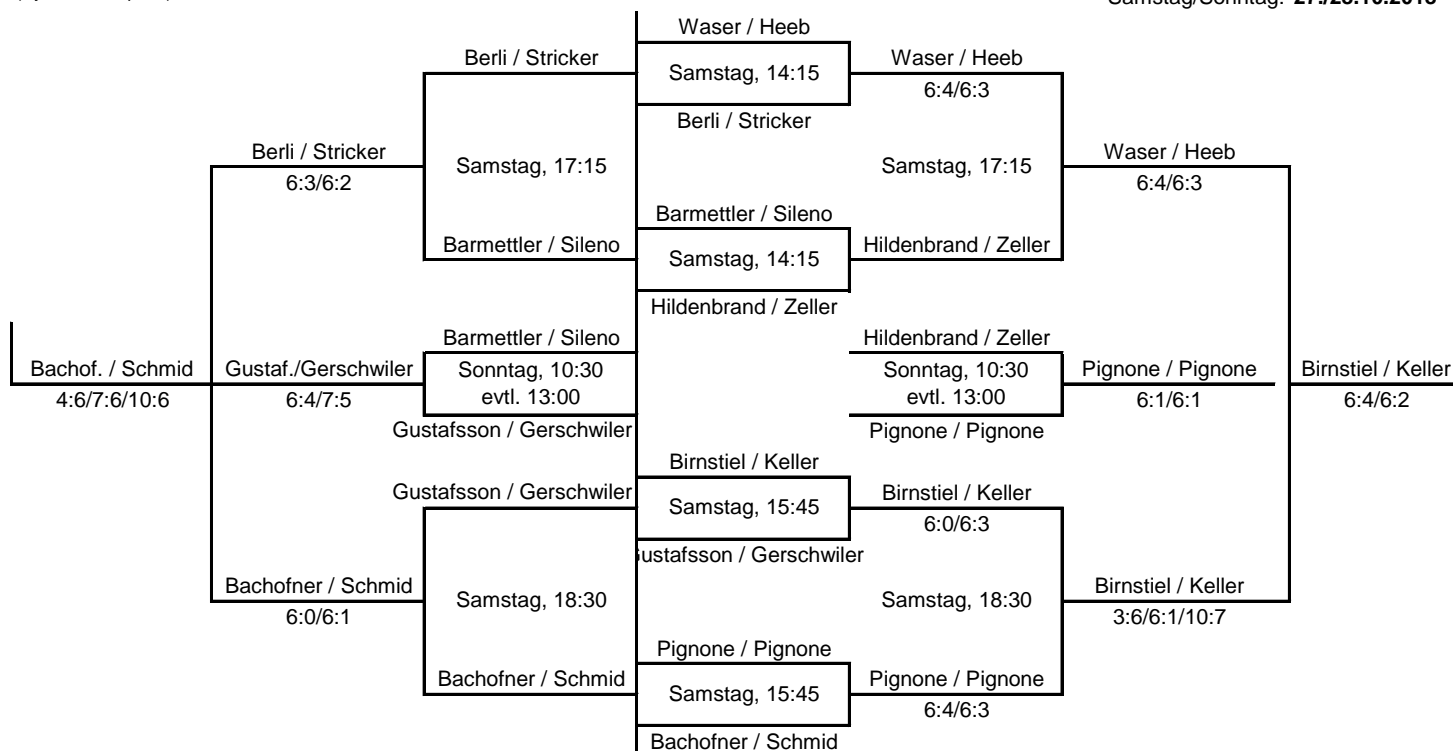 Samstag/Sonntag:
Waser / Heeb
Berli / Stricker
Samstag, 14:15
Waser / Heeb
6:4/6:3
Berli / Stricker
Berli / Stricker
6:3/6:2
Samstag, 17:15
Samstag, 17:15
Waser / Heeb
6:4/6:3
Barmettler / Sileno
Barmettler / Sileno
Samstag, 14:15
Hildenbrand / Zeller
Hildenbrand / Zeller
Barmettler / Sileno
Hildenbrand / Zeller
Bachof. / Schmid
4:6/7:6/10:6
Gustaf./Gerschwiler
6:4/7:5
Sonntag, 10:30
evtl. 13:00
Sonntag, 10:30
evtl. 13:00
Pignone / Pignone
6:1/6:1
Birnstiel / Keller
6:4/6:2
Gustafsson / Gerschwiler
Pignone / Pignone
Birnstiel / Keller
Gustafsson / Gerschwiler
Samstag, 15:45
Birnstiel / Keller
6:0/6:3
ustafsson / Gerschwiler
Bachofner / Schmid
6:0/6:1
Samstag, 18:30
Samstag, 18:30
Birnstiel / Keller
3:6/6:1/10:7
Pignone / Pignone
Bachofner / Schmid
Samstag, 15:45
Pignone / Pignone
6:4/6:3
Bachofner / Schmid